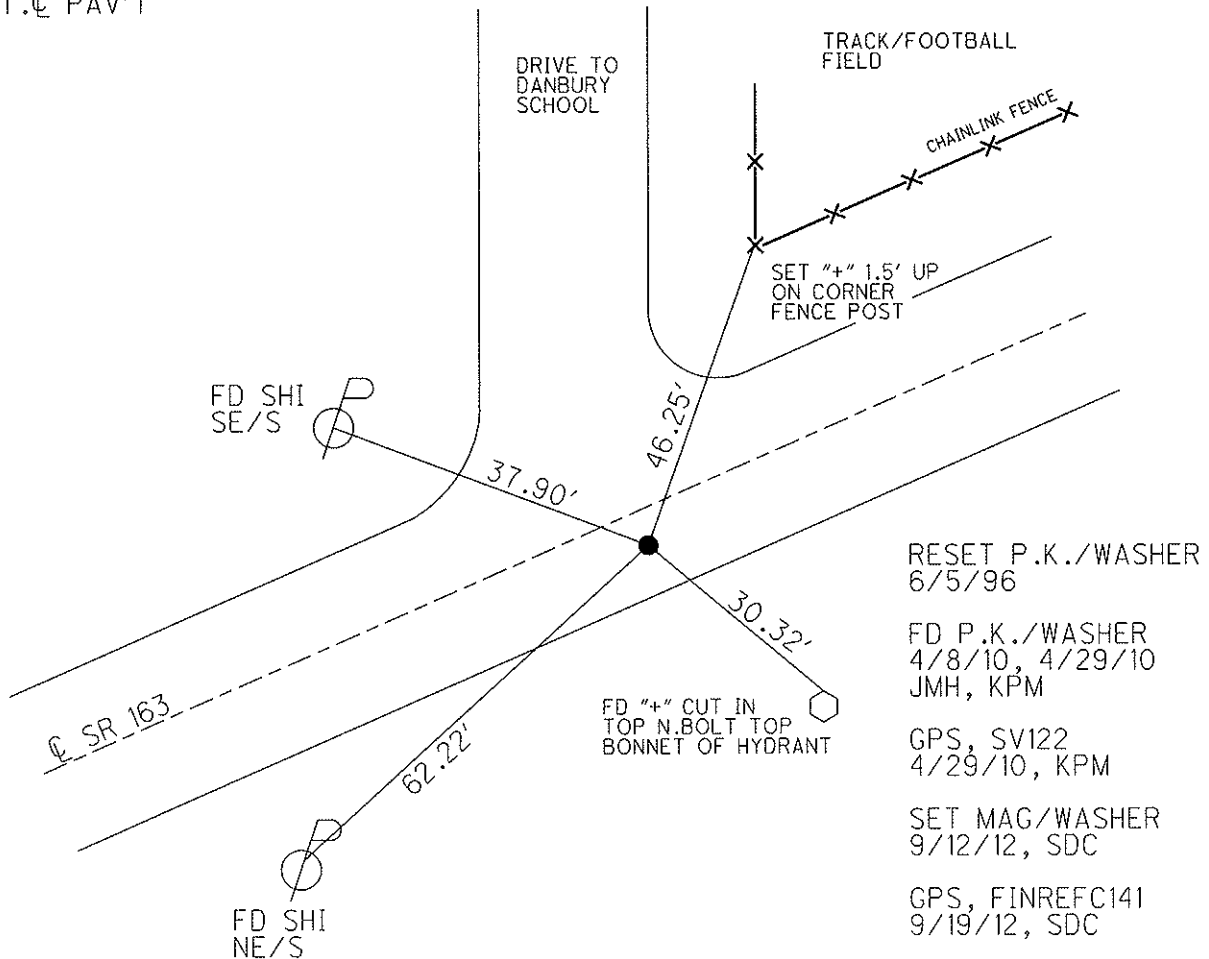 ℄ PAV'T
TRACK/FOOTBALL
FIELD
DRIVE TO
DANBURY
SCHOOL
CHAINLINK FENCE
SET "+" 1.5' UP
ON CORNER
FENCE POST
FD SHI
SE/S
46.25'
37.90'
RESET P.K./WASHER
6/5/96
30.32'
FD P.K./WASHER
4/8/10, 4/29/10
JMH, KPM
℄ SR 163
FD "+" CUT IN
TOP N.BOLT TOP
BONNET OF HYDRANT
62.22'
GPS, SV122
4/29/10, KPM
SET MAG/WASHER
9/12/12, SDC
FD SHI
NE/S
GPS, FINREFC141
9/19/12, SDC